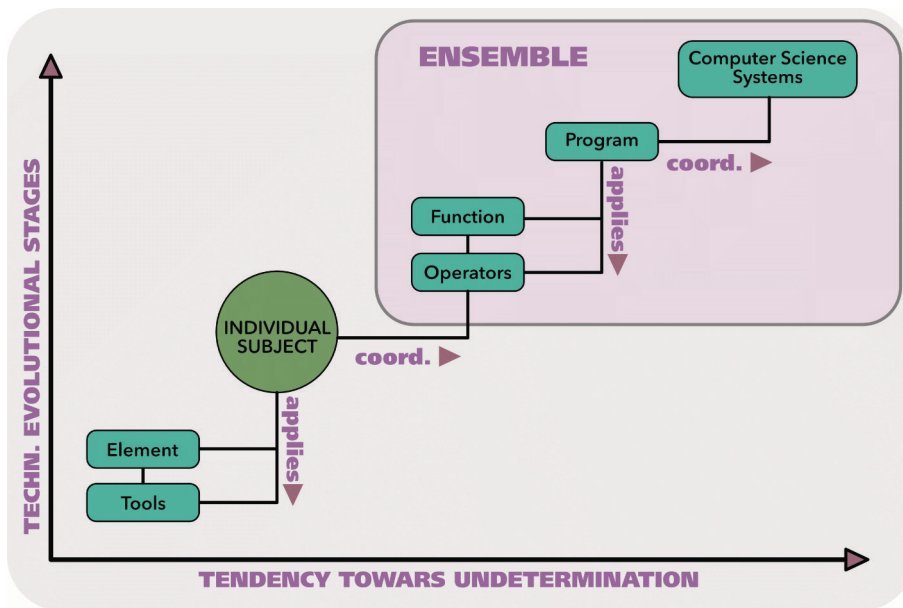 ENSEMBLE
Computer Science
Systems
Program
coord.
applies
Function
Operators
TECHN. EVOLUTIONAL STAGES
INDIVIDUAL
SUBJECT
coord.
applies
Element
Tools
TENDENCY TOWARS UNDETERMINATION